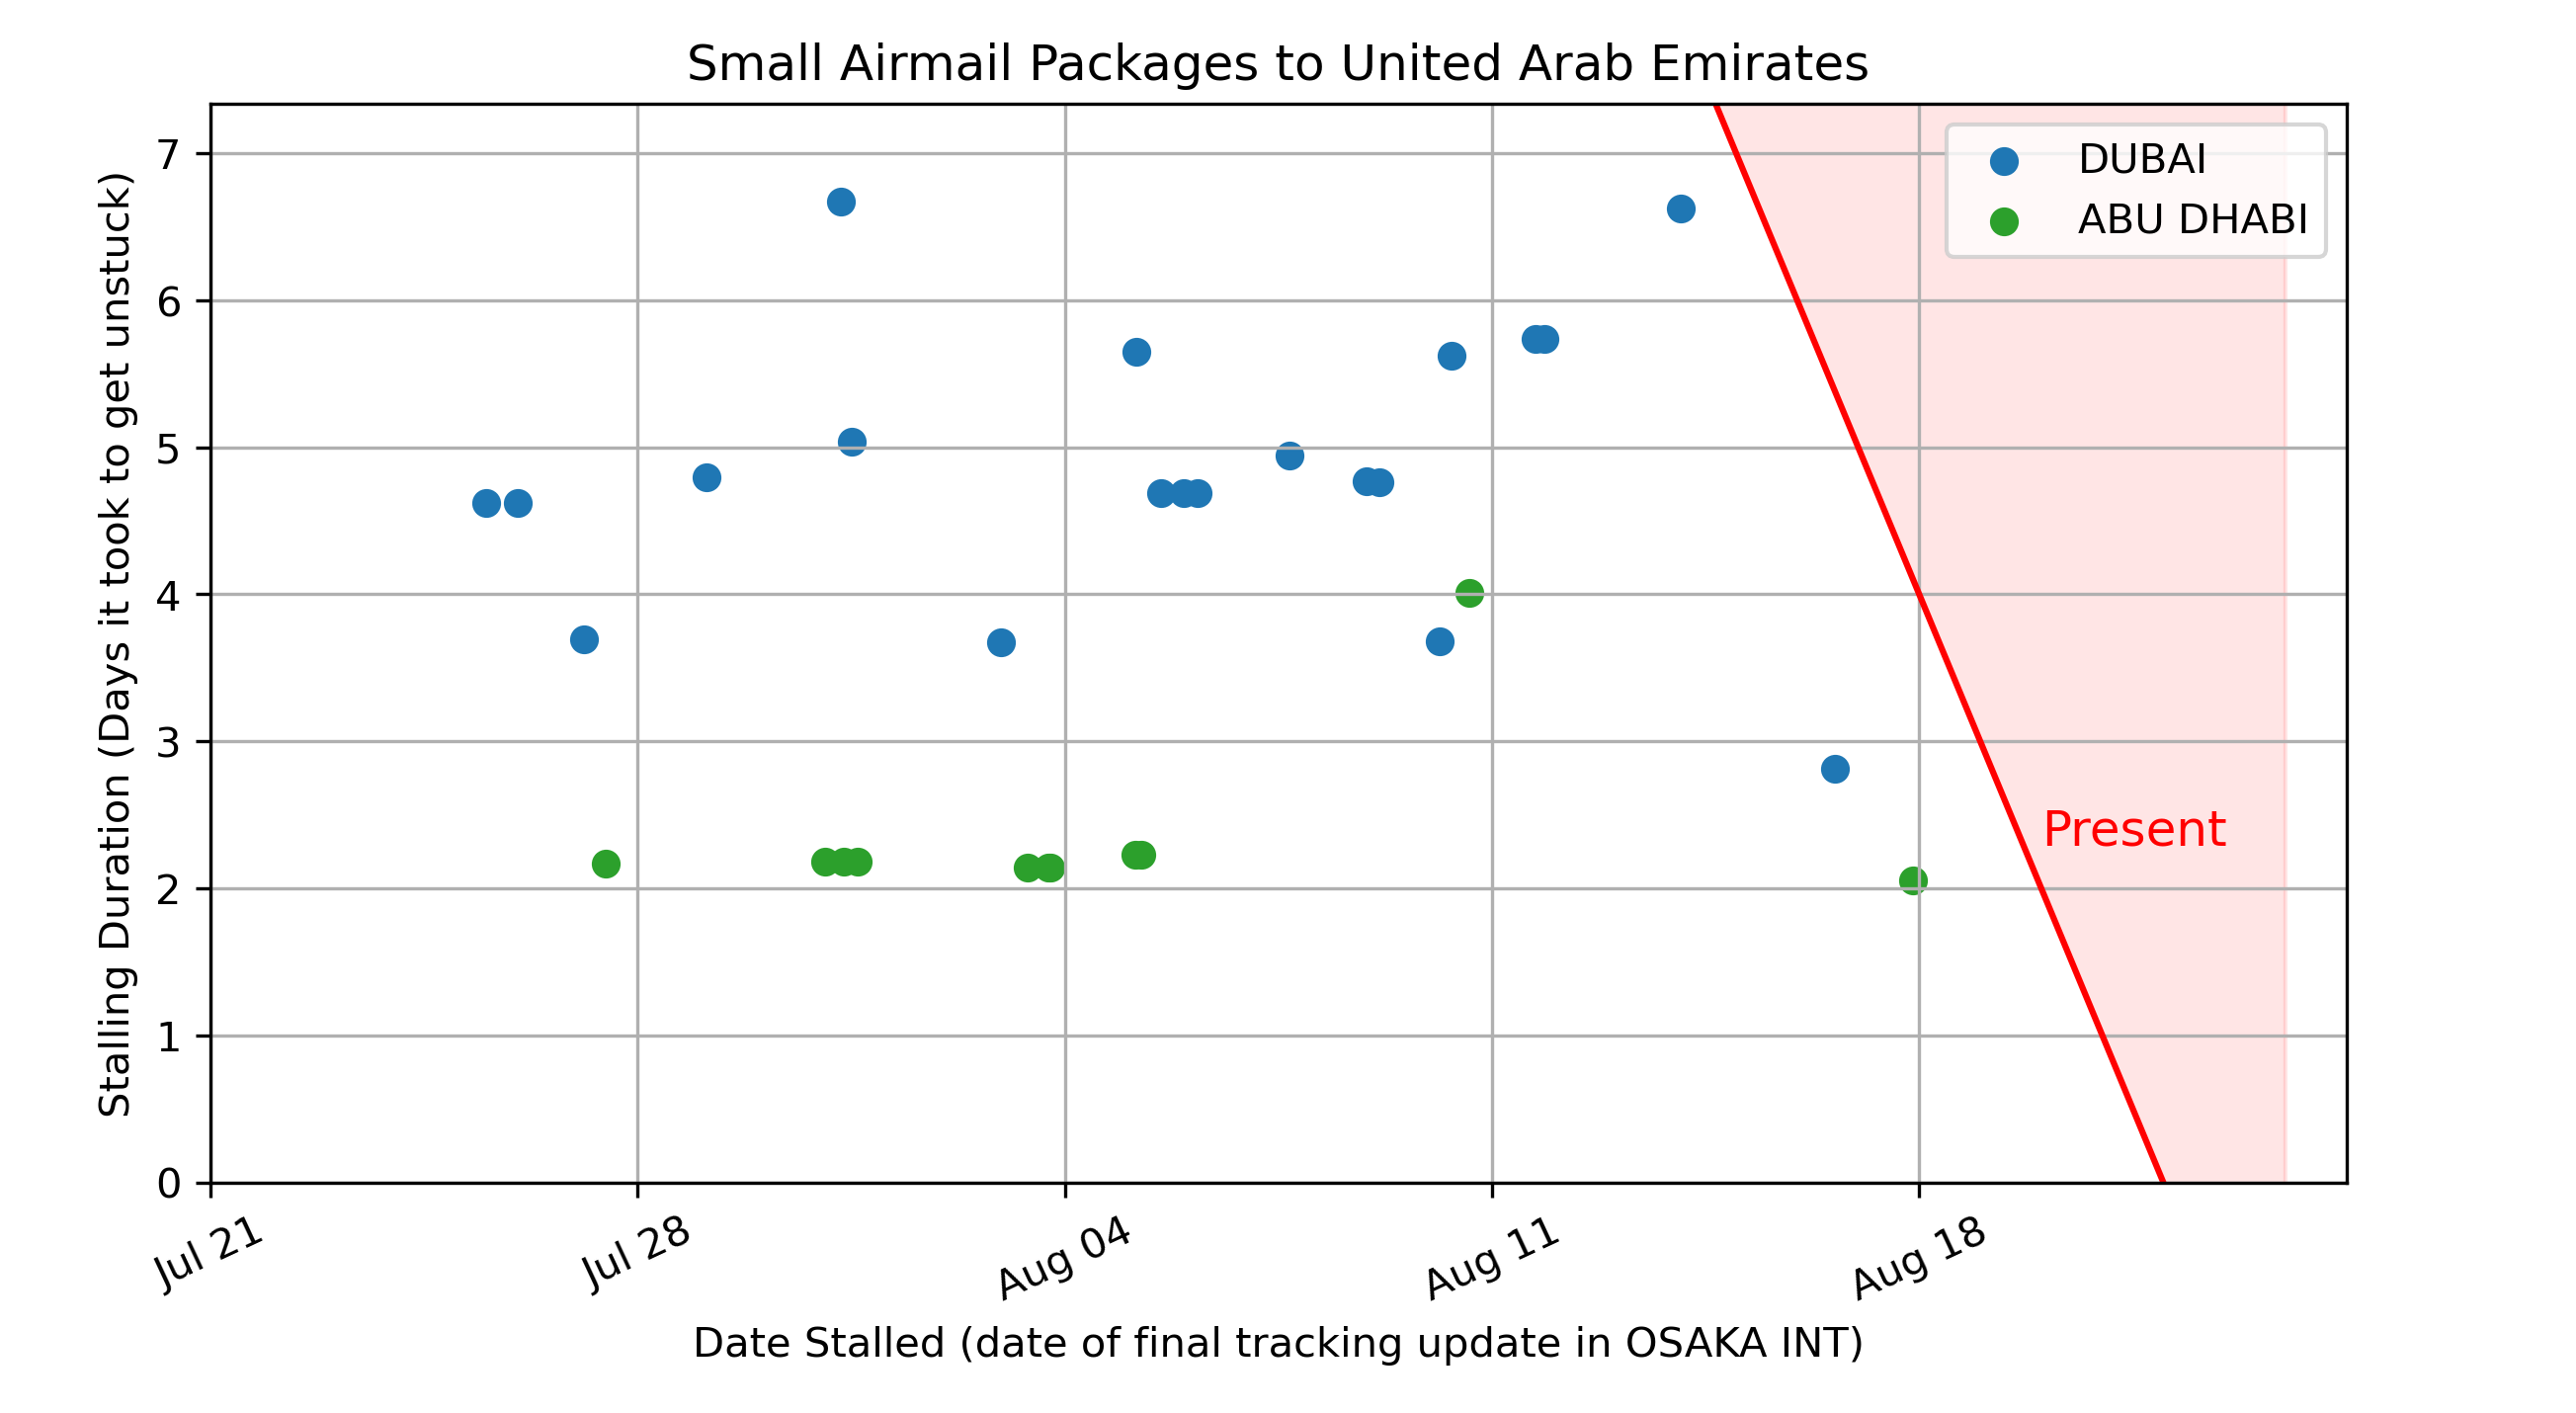 Small Airmail Packages to United Arab Emirates
Stalling Duration (Days it took to get unstuck)
7
6
5
4
3
2
1
0
DUBAI
ABU DHABI
Present
Jul 21
Jul 28
Aug 04
Aug 11
Aug 18
Date Stalled (date of final tracking update in OSAKA INT)